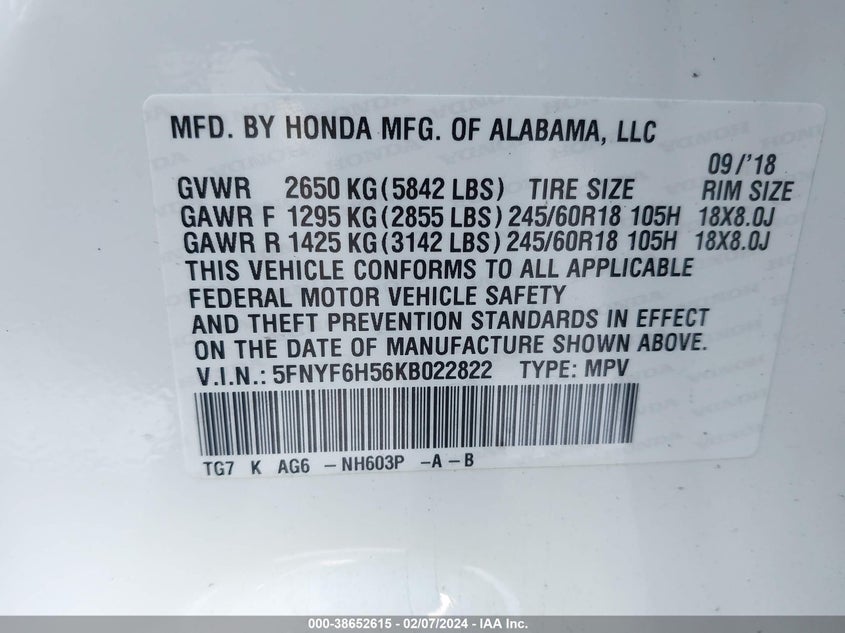 MFD. BY HONDA MFG. OF ALABAMA, LLC
09/'18
GVWR 2650 KG(5842 LBS) TIRE SIZE RIM SIZE
GAWR F 1295 KG(2855 LBS) 245/60R18 105H 18X8.0J
GAWR R 1425 KG(3142 LBS) 245/60R18 105H 18X8.0J
THIS VEHICLE CONFORMS TO ALL APPLICABLE
FEDERAL MOTOR VEHICLE SAFETY
AND THEFT PREVENTION STANDARDS IN EFFECT
ON THE DATE OF MANUFACTURE SHOWN ABOVE.
V.I.N.: 5FNYF6H56KB022822 TYPE: MPV
TG7 K AG6 -NH603P -A-B
000-38652615 - 02/07/2024 - IAA Inc.